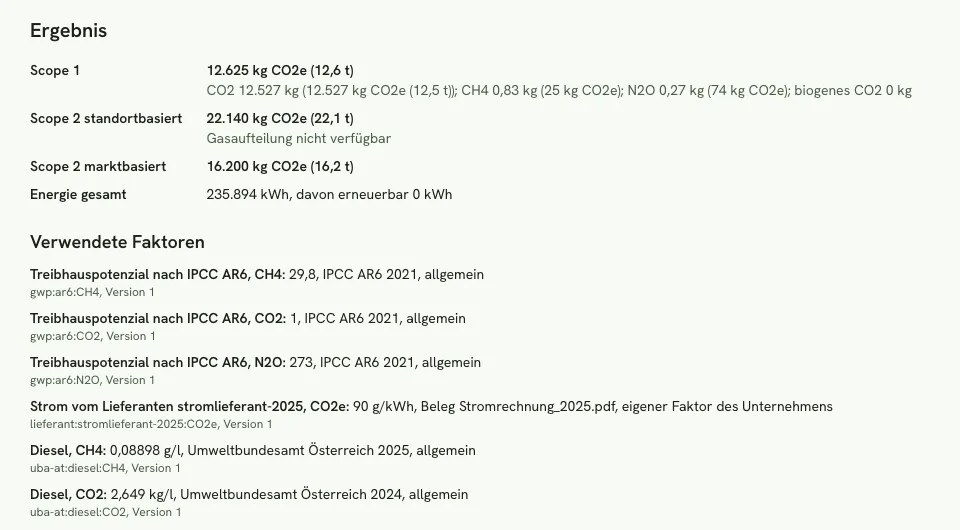 Ergebnis
Scope 1 12.625 kg CO2e (12,6 t)
CO2 12.527 kg (12.527 kg CO2e (12,5 t)); CH4 0,83 kg (25 kg CO2e); N2O 0,27 kg (74 kg CO2e); biogenes CO2 0 kg
Scope 2 standortbasiert 22.140 kg CO2e (22,1 t)
Gasaufteilung nicht verfügbar
Scope 2 marktbasiert 16.200 kg CO2e (16,2 t)
Energie gesamt 235.894 kWh, davon erneuerbar 0 kWh
Verwendete Faktoren
Treibhauspotenzial nach IPCC AR6, CH4: 29,8, IPCC AR6 2021, allgemein
gwp:ar6:CH4, Version 1
Treibhauspotenzial nach IPCC AR6, CO2: 1, IPCC AR6 2021, allgemein
gwp:ar6:CO2, Version 1
Treibhauspotenzial nach IPCC AR6, N2O: 273, IPCC AR6 2021, allgemein
gwp:ar6:N2O, Version 1
Strom vom Lieferanten stromlieferant-2025, CO2e: 90 g/kWh, Beleg Stromrechnung_2025.pdf, eigener Faktor des Unternehmens
lieferant:stromlieferant-2025:CO2e, Version 1
Diesel, CH4: 0,08898 g/l, Umweltbundesamt Österreich 2025, allgemein
uba-at:diesel:CH4, Version 1
Diesel, CO2: 2,649 kg/l, Umweltbundesamt Österreich 2024, allgemein
uba-at:diesel:CO2, Version 1